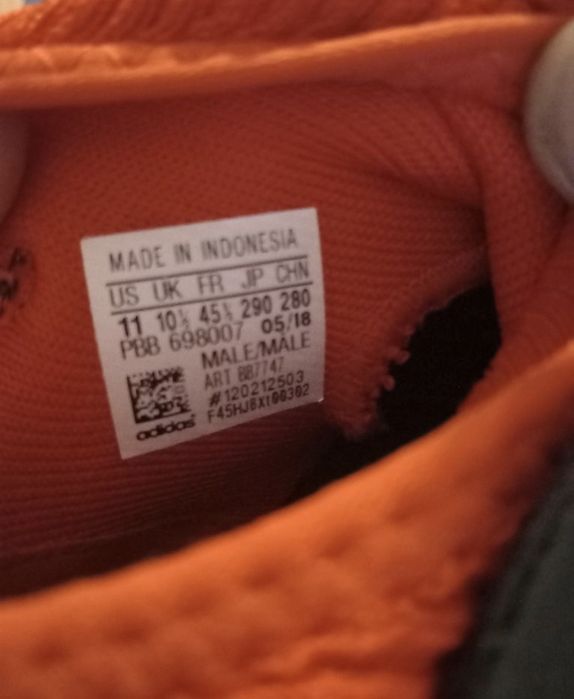 MADE IN INDONESIA
US UK FR JP CHN
11 10½ 45⅓ 290 280
PBB 698007 05/18
MALE/MALE
ART BB7747
#120212503
adidas